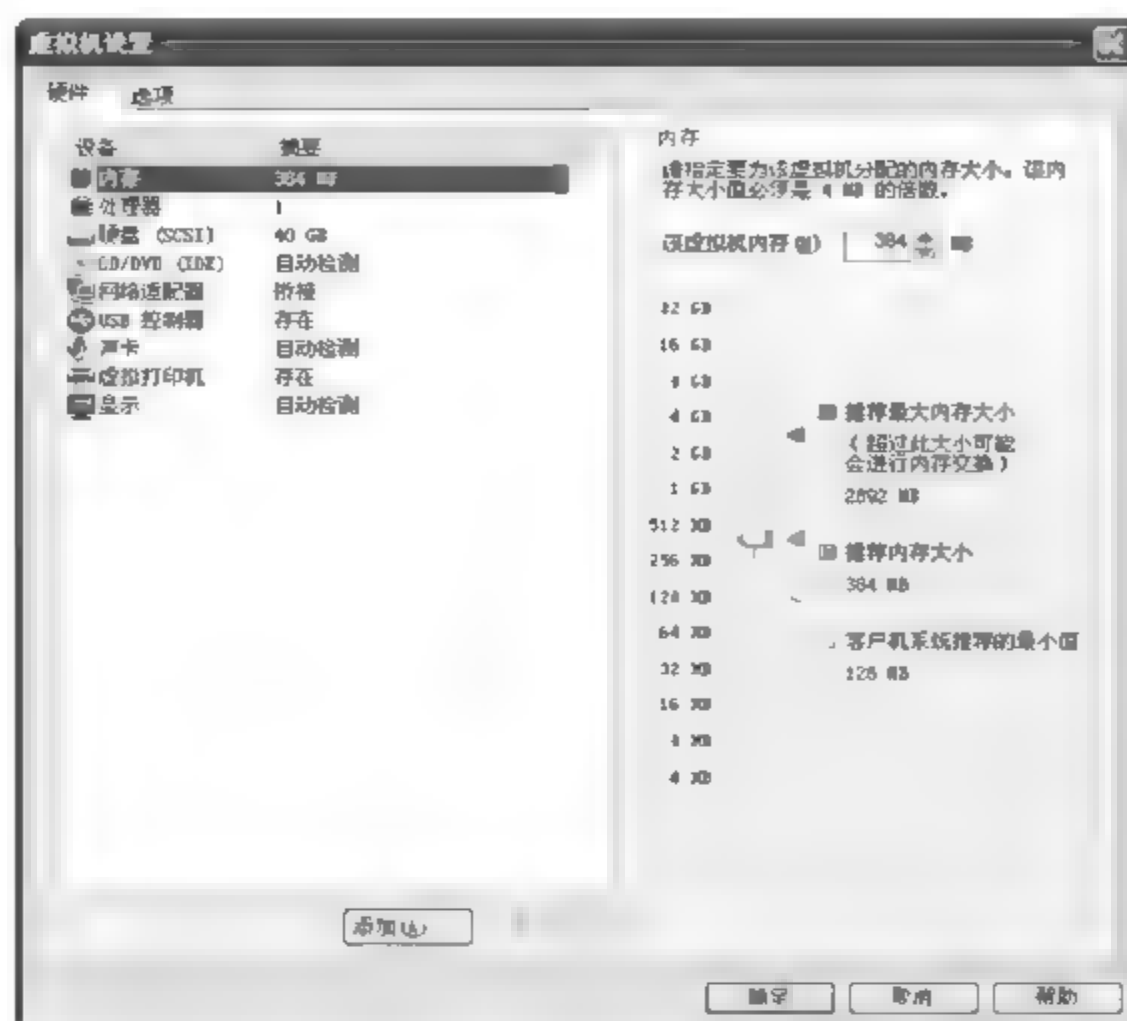 虚拟机设置
硬件 选项
设备 摘要
内存 384 MB
处理器 1
硬盘 (SCSI) 40 GB
CD/DVD (IDE) 自动检测
网络适配器 桥接
USB 控制器 存在
声卡 自动检测
虚拟打印机 存在
显示 自动检测
添加(A)
内存
请指定要为该虚拟机分配的内存大小。该内
存大小值必须是 4 MB 的倍数。
该虚拟机内存(M) 384 MB
32 GB
16 GB
8 GB
4 GB
2 GB
1 GB
512 MB
256 MB
128 MB
64 MB
32 MB
16 MB
8 MB
4 MB
推荐最大内存大小
(超过此大小可能
会进行内存交换)
MB
推荐内存大小
384 MB
客户机系统推荐的最小值
128 MB
确定 取消 帮助